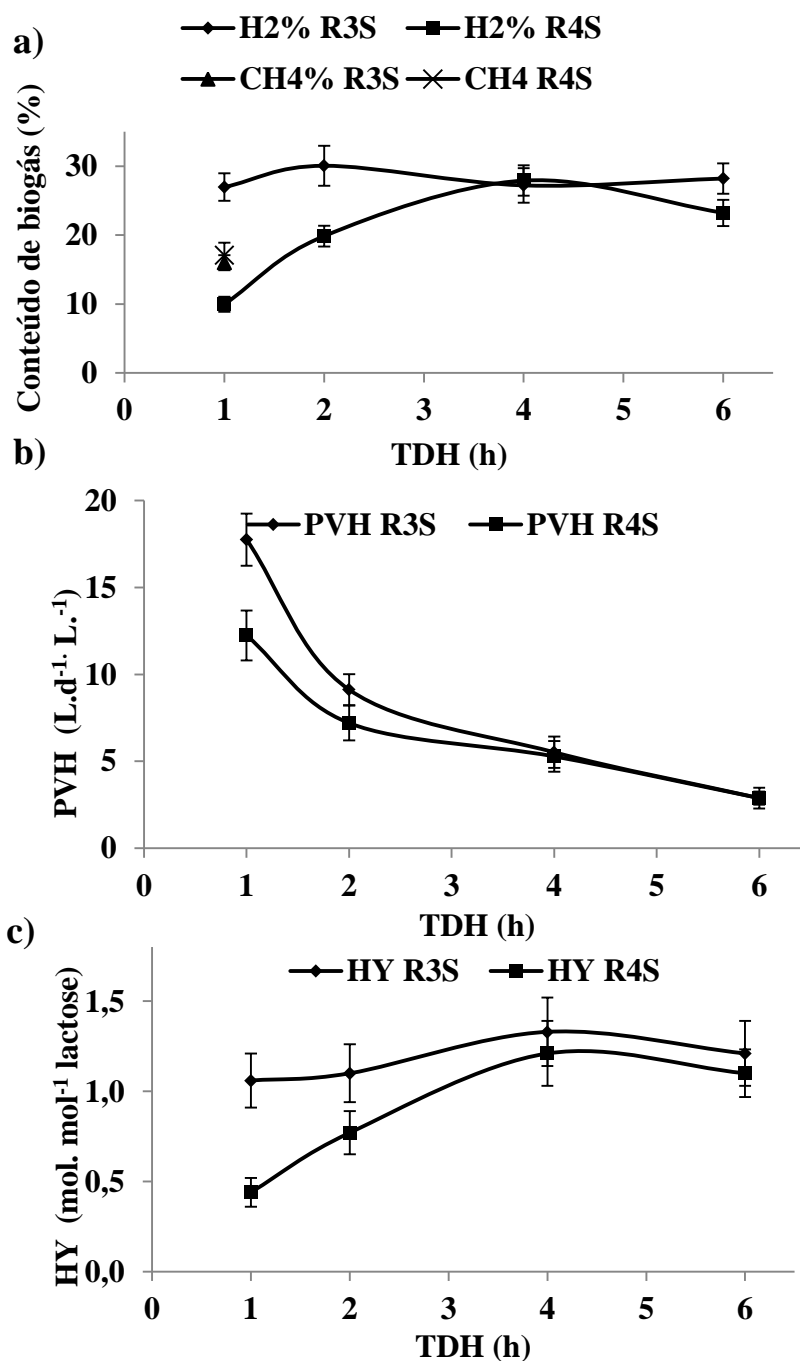 a)
H2% R3S H2% R4S
CH4% R3S CH4 R4S
Conteúdo de biogás (%)
30
20
10
0
0 1 2 3 4 5 6
TDH (h)
b)
PVH R3S PVH R4S
PVH (L.d⁻¹· L.⁻¹)
20
15
10
5
0
0 1 2 3 4 5 6
TDH (h)
c)
HY R3S HY R4S
HY (mol. mol⁻¹ lactose)
1,5
1,0
0,5
0,0
0 1 2 3 4 5 6
TDH (h)